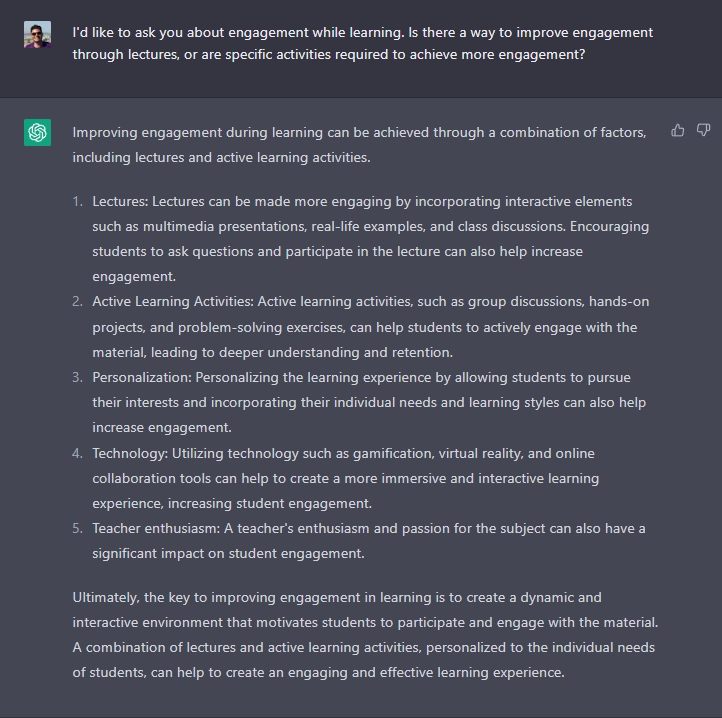 I'd like to ask you about engagement while learning. Is there a way to improve engagement
through lectures, or are specific activities required to achieve more engagement?
Improving engagement during learning can be achieved through a combination of factors,
including lectures and active learning activities.
1. Lectures: Lectures can be made more engaging by incorporating interactive elements
such as multimedia presentations, real-life examples, and class discussions. Encouraging
students to ask questions and participate in the lecture can also help increase
engagement.
2. Active Learning Activities: Active learning activities, such as group discussions, hands-on
projects, and problem-solving exercises, can help students to actively engage with the
material, leading to deeper understanding and retention.
3. Personalization: Personalizing the learning experience by allowing students to pursue
their interests and incorporating their individual needs and learning styles can also help
increase engagement.
4. Technology: Utilizing technology such as gamification, virtual reality, and online
collaboration tools can help to create a more immersive and interactive learning
experience, increasing student engagement.
5. Teacher enthusiasm: A teacher's enthusiasm and passion for the subject can also have a
significant impact on student engagement.
Ultimately, the key to improving engagement in learning is to create a dynamic and
interactive environment that motivates students to participate and engage with the material.
A combination of lectures and active learning activities, personalized to the individual needs
of students, can help to create an engaging and effective learning experience.